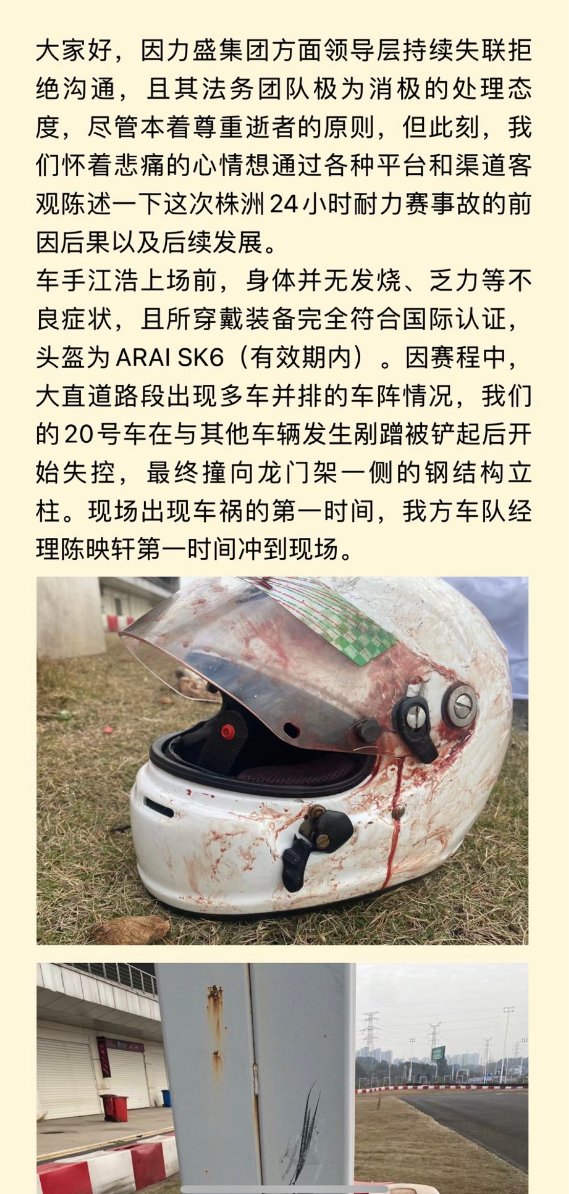 大家好，因力盛集团方面领导层持续失联拒
绝沟通，且其法务团队极为消极的处理态
度，尽管本着尊重逝者的原则，但此刻，我
们怀着悲痛的心情想通过各种平台和渠道客
观陈述一下这次株洲24小时耐力赛事故的前
因后果以及后续发展。
车手江浩上场前，身体并无发烧、乏力等不
良症状，且所穿戴装备完全符合国际认证，
头盔为ARAI SK6（有效期内）。因赛程中，
大直道路段出现多车并排的车阵情况，我们
的20号车在与其他车辆发生剐蹭被铲起后开
始失控，最终撞向龙门架一侧的钢结构立
柱。现场出现车祸的第一时间，我方车队经
理陈映轩第一时间冲到现场。